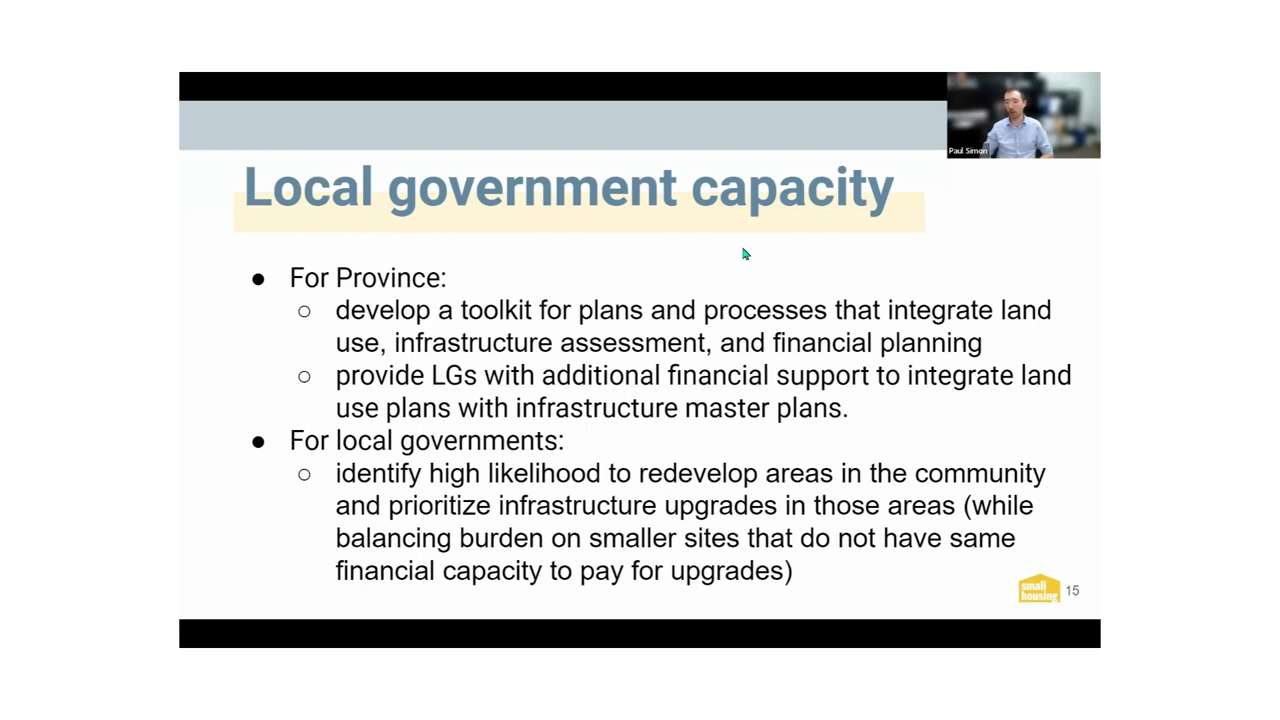 Paul Simon
Local government capacity
● For Province:
○ develop a toolkit for plans and processes that integrate land
use, infrastructure assessment, and financial planning
○ provide LGs with additional financial support to integrate land
use plans with infrastructure master plans.
● For local governments:
○ identify high likelihood to redevelop areas in the community
and prioritize infrastructure upgrades in those areas (while
balancing burden on smaller sites that do not have same
financial capacity to pay for upgrades)
small
housing
15